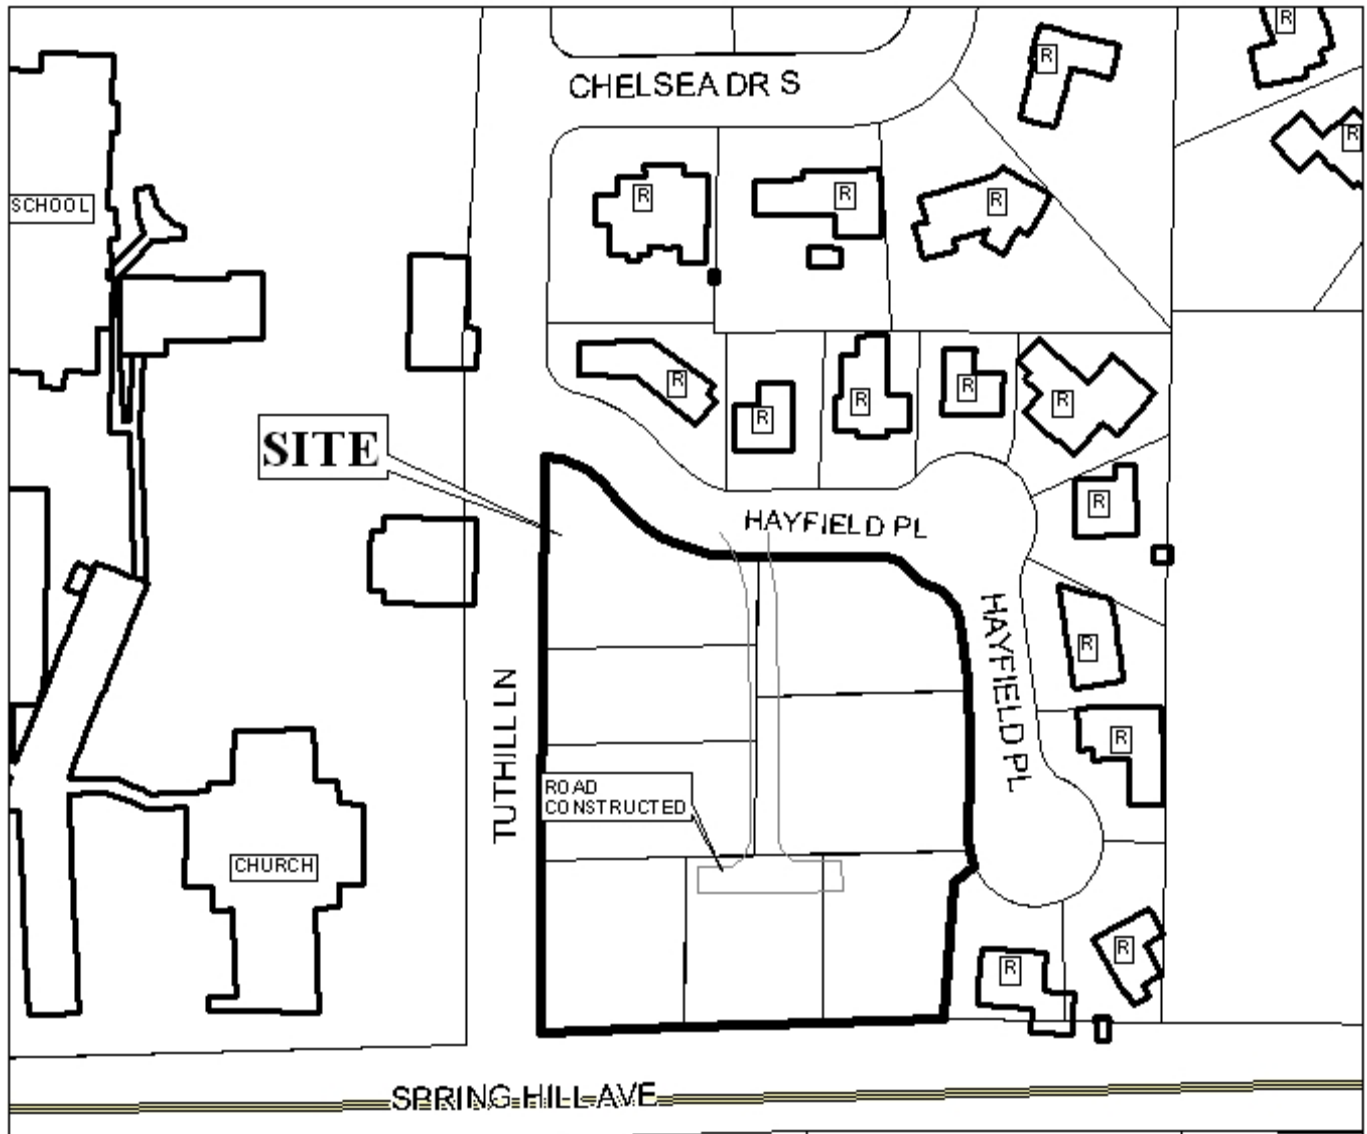 R
CHELSEA DR S
R
R
R
R
R
R
SCHOOL
R
R
R
R
R
SITE
R
HAYFIELD PL
HAYFIELD PL
R
TUTHILL LN
R
ROAD
CONSTRUCTED
CHURCH
R
R
SPRING HILL AVE